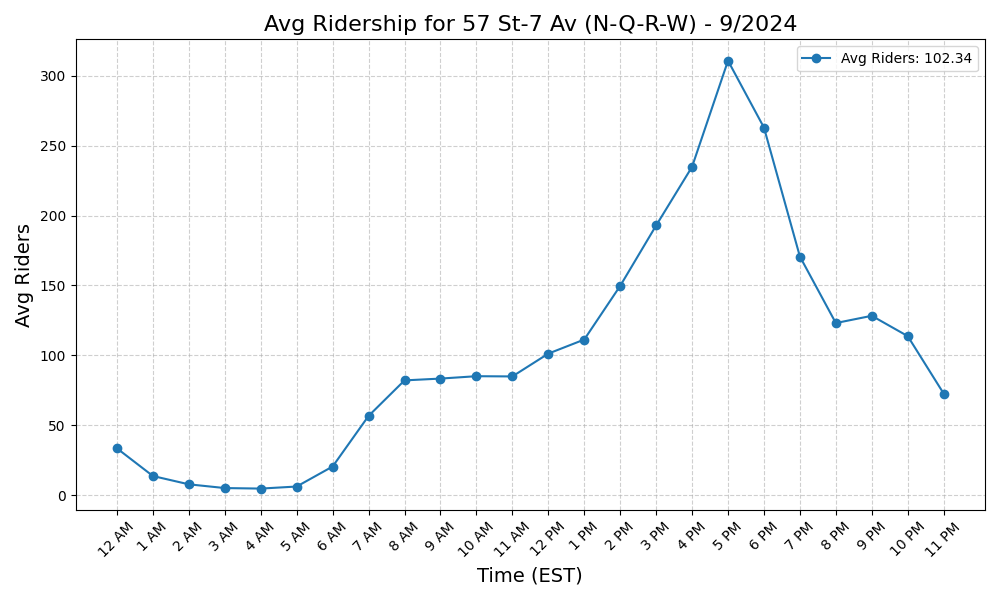 Avg Ridership for 57 St-7 Av (N-Q-R-W) - 9/2024
Avg Riders: 102.34
Avg Riders
300
250
200
150
100
50
0
12 AM
1 AM
2 AM
3 AM
4 AM
5 AM
6 AM
7 AM
8 AM
9 AM
10 AM
11 AM
12 PM
1 PM
2 PM
3 PM
4 PM
5 PM
6 PM
7 PM
8 PM
9 PM
10 PM
11 PM
Time (EST)